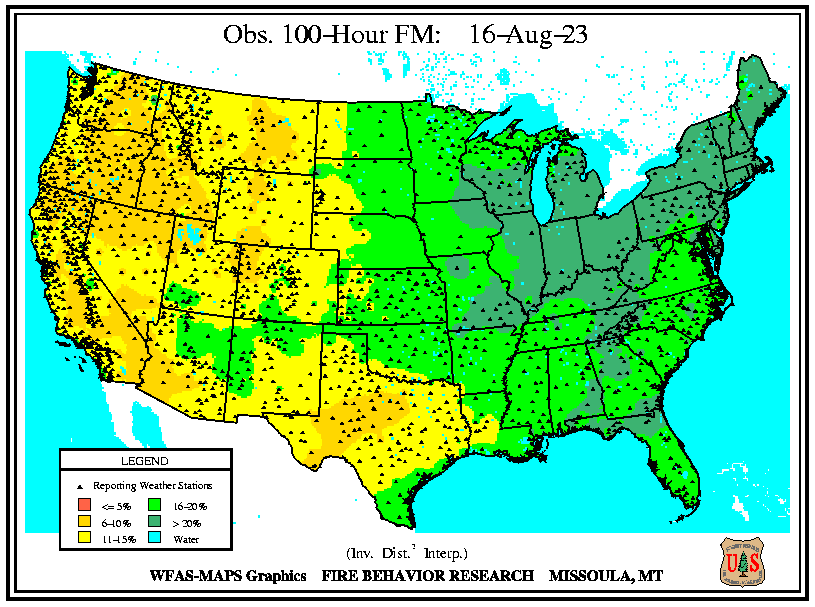 Obs. 100-Hour FM: 16-Aug-23
LEGEND
Reporting Weather Stations
<= 5% 16-20%
6-10% > 20%
11-15% Water
(Inv. Dist.² Interp.)
WFAS-MAPS Graphics FIRE BEHAVIOR RESEARCH MISSOULA, MT
U S